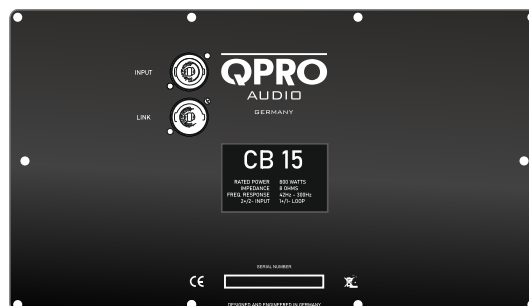 INPUT
LINK
QPRO
AUDIO
GERMANY
CB 15
RATED POWER 800 WATTS
IMPEDANCE 8 OHMS
FREQ. RESPONSE 42Hz - 300Hz
2+/2- INPUT 1+/1- LOOP
SERIAL NUMBER
CE
DESIGNED AND ENGINEERED IN GERMANY